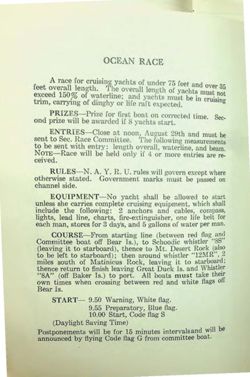 OCEAN RACE
A race for cruising yachts of under 75 feet and over 35
feet overall length. The overall length of yachts must not
exceed 150% of waterline; and yachts must be in cruising
trim, carrying of dinghy or life raft expected.
PRIZES—Prize for first boat on corrected time. Sec-
ond prize will be awarded if 8 yachts start.
ENTRIES—Close at noon, August 29th and must be
sent to Sec. Race Committee. The following measurements
to be sent with entry: length overall, waterline, and beam.
NOTE—Race will be held only if 4 or more entries are re-
ceived.
RULES—N. A. Y. R. U. rules will govern except where
otherwise stated. Government marks must be passed on
channel side.
EQUIPMENT—No yacht shall be allowed to start
unless she carries complete cruising equipment, which shall
include the following: 2 anchors and cables, compass,
lights, lead line, charts, fire-extinguisher, one life belt for
each man, stores for 3 days, and 5 gallons of water per man.
COURSE—From starting line (between red flag and
Committee boat off Bear Is.), to Schoodic whistler "8S"
(leaving it to starboard), thence to Mt. Desert Rock (also
to be left to starboard); then around whistler "12MR", 2
miles south of Matinicus Rock, leaving it to starboard;
thence return to finish leaving Great Duck Is. and Whistler
"8A" (off Baker Is.) to port. All boats must take their
own times when crossing between red and white flags off
Bear Is.
START— 9.50 Warning, White flag.
9.55 Preparatory, Blue flag.
10.00 Start, Code flag S
(Daylight Saving Time)
Postponements will be for 15 minutes intervals and will be
announced by flying Code flag G from committee boat.